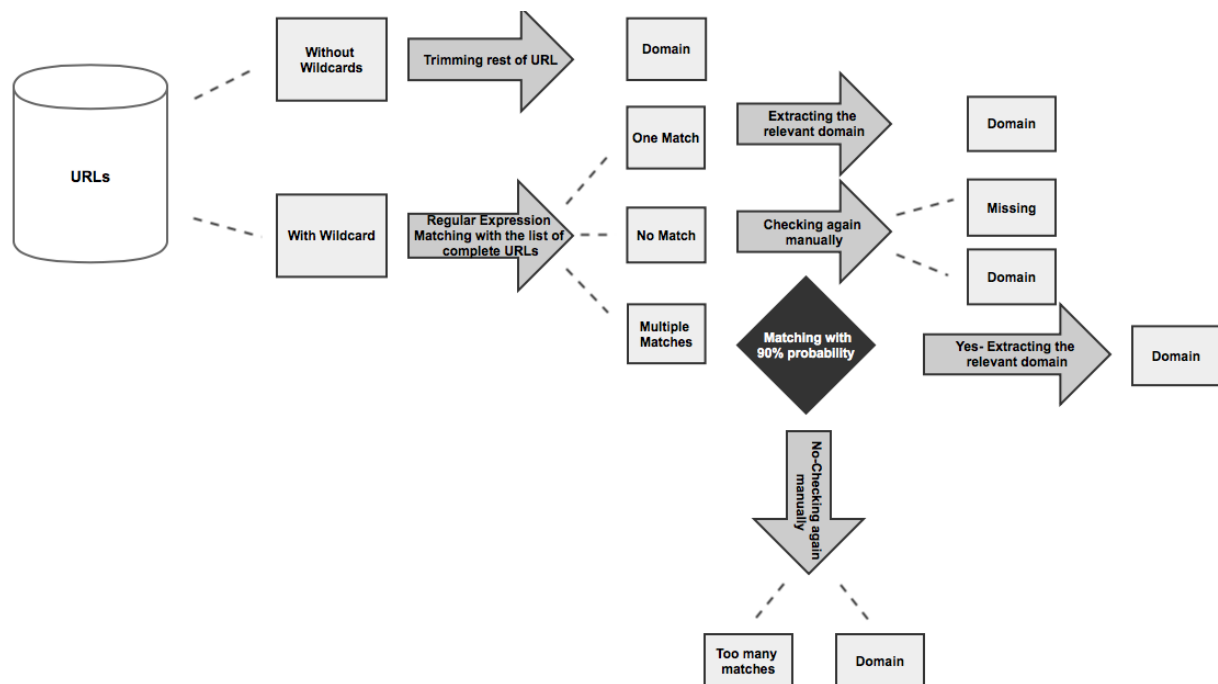 URLs
Without
Wildcards
Trimming rest of URL
Domain
One Match
Extracting the
relevant domain
Domain
With Wildcard
Regular Expression
Matching with the list of
complete URLs
No Match
Checking again
manually
Missing
Domain
Multiple
Matches
Matching with
90% probability
Yes- Extracting the
relevant domain
Domain
No-Checking again
manually
Too many
matches
Domain